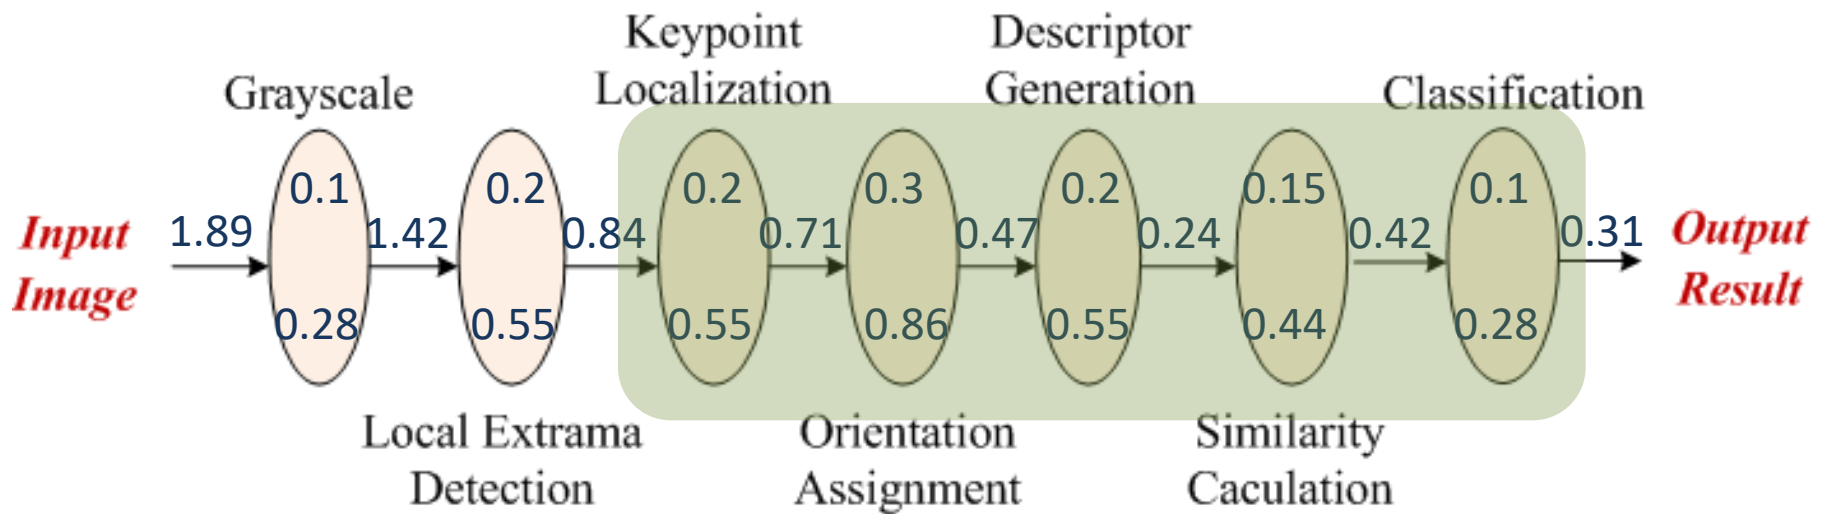 Keypoint
Localization
Descriptor
Generation
Grayscale
Classification
0.1
0.2
0.2
0.3
0.2
0.15
0.1
Input
Image
1.89
1.42
0.84
0.71
0.47
0.24
0.42
0.31
Output
Result
0.28
0.55
0.55
0.86
0.55
0.44
0.28
Local Extrama
Detection
Orientation
Assignment
Similarity
Caculation